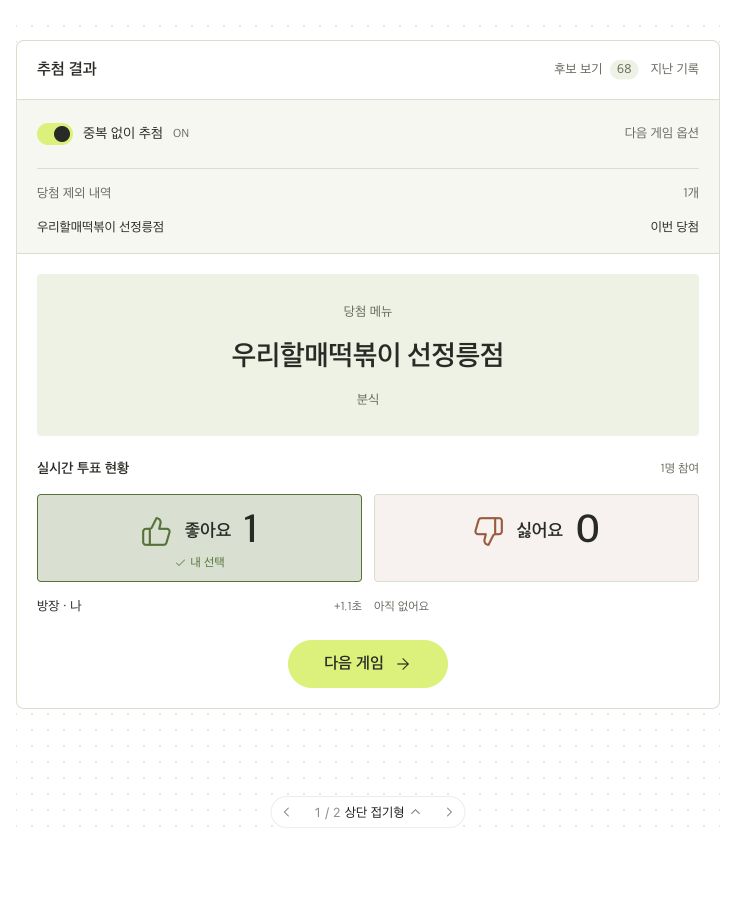 추첨 결과
후보 보기 68 지난 기록
중복 없이 추첨 ON
다음 게임 옵션
당첨 제외 내역
1개
우리할매떡볶이 선정릉점
이번 당첨
당첨 메뉴
우리할매떡볶이 선정릉점
분식
실시간 투표 현황
1명 참여
좋아요 1
내 선택
싫어요 0
방장 · 나
+1.1초
아직 없어요
다음 게임
1 / 2 상단 접기형